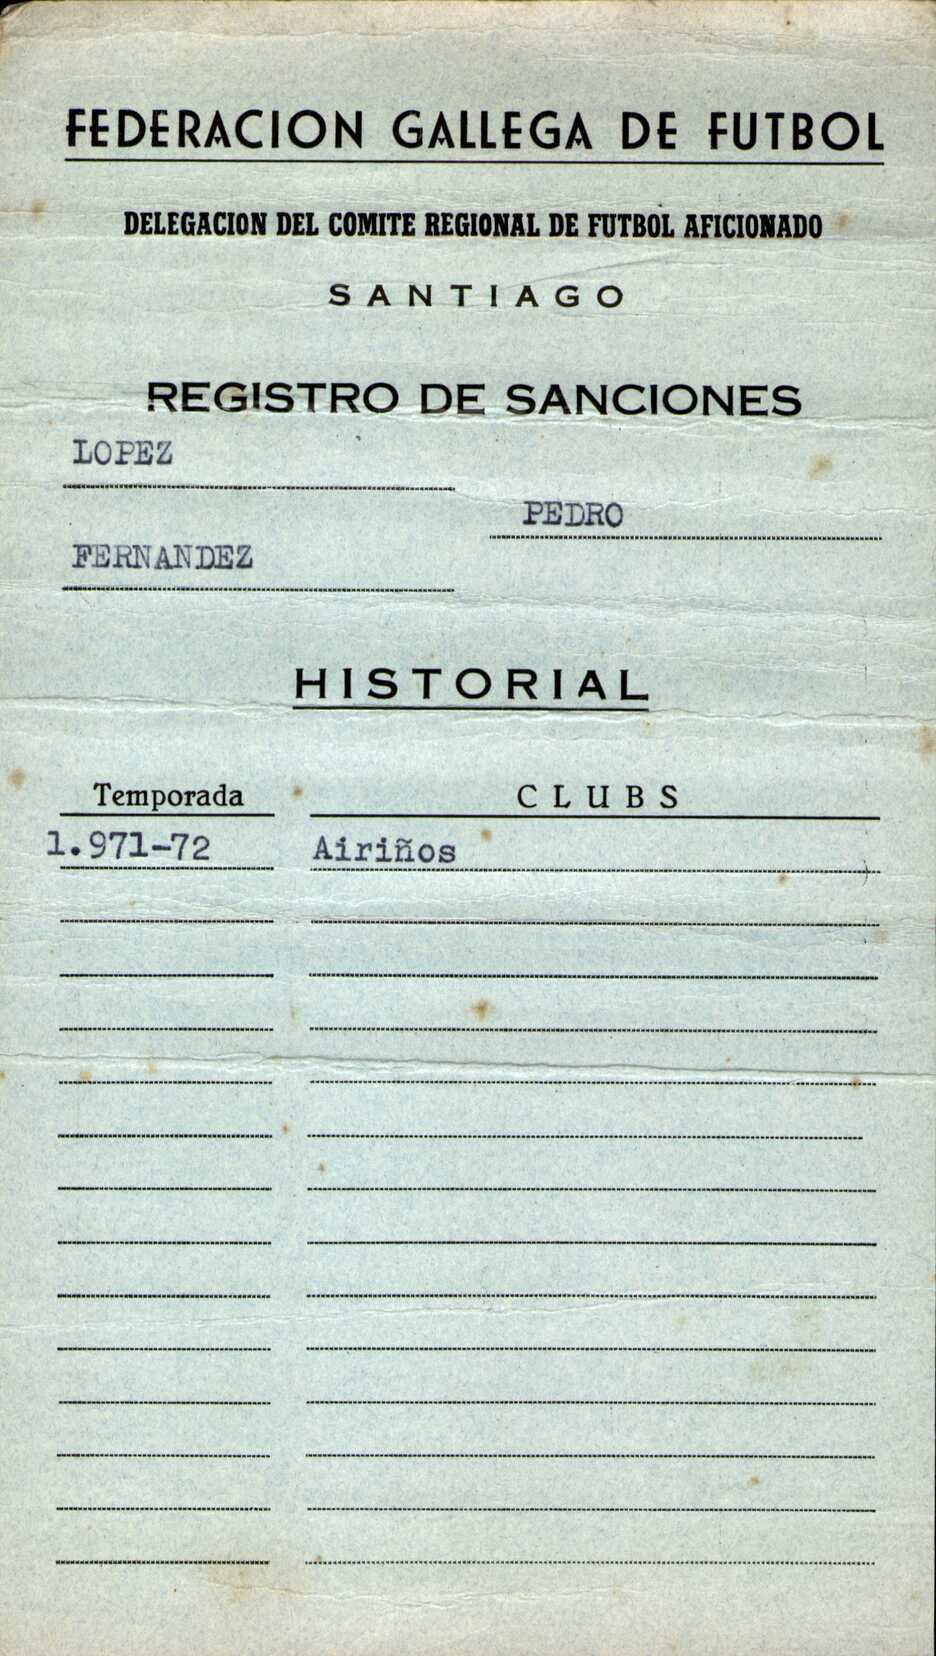 FEDERACION GALLEGA DE FUTBOL
DELEGACION DEL COMITE REGIONAL DE FUTBOL AFICIONADO
SANTIAGO
REGISTRO DE SANCIONES
LOPEZ
PEDRO
FERNANDEZ
HISTORIAL
Temporada CLUBS
1.971-72 Airiños